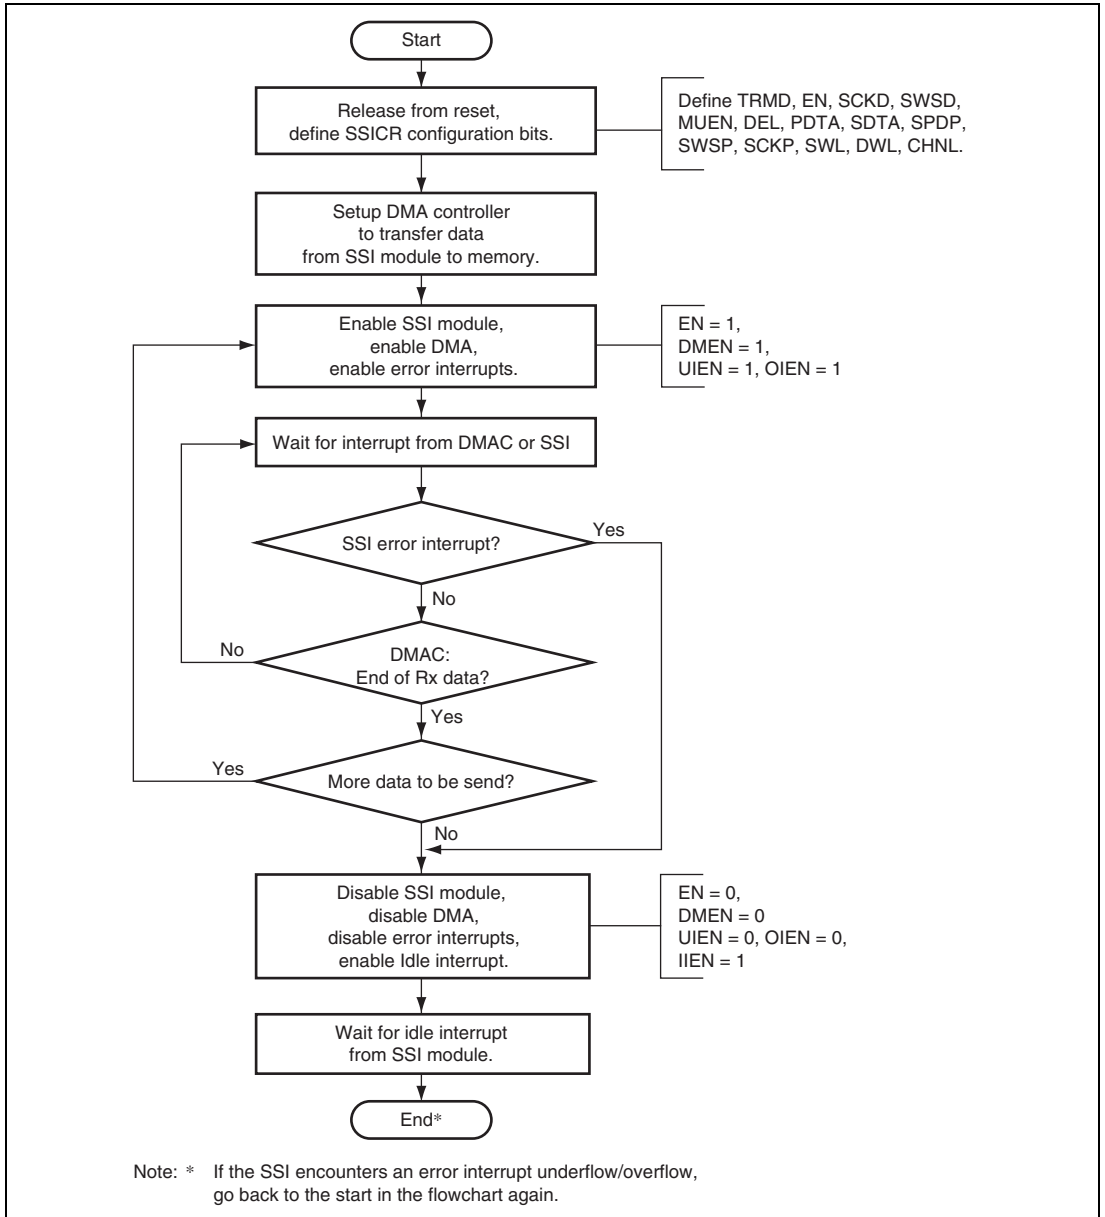 Start
Release from reset,
define SSICR configuration bits.
Define TRMD, EN, SCKD, SWSD,
MUEN, DEL, PDTA, SDTA, SPDP,
SWSP, SCKP, SWL, DWL, CHNL.
Setup DMA controller
to transfer data
from SSI module to memory.
Enable SSI module,
enable DMA,
enable error interrupts.
EN = 1,
DMEN = 1,
UIEN = 1, OIEN = 1
Wait for interrupt from DMAC or SSI
SSI error interrupt?
Yes
No
DMAC:
End of Rx data?
No
Yes
More data to be send?
Yes
No
Disable SSI module,
disable DMA,
disable error interrupts,
enable Idle interrupt.
EN = 0,
DMEN = 0
UIEN = 0, OIEN = 0,
IIEN = 1
Wait for idle interrupt
from SSI module.
End*
Note: * If the SSI encounters an error interrupt underflow/overflow,
go back to the start in the flowchart again.